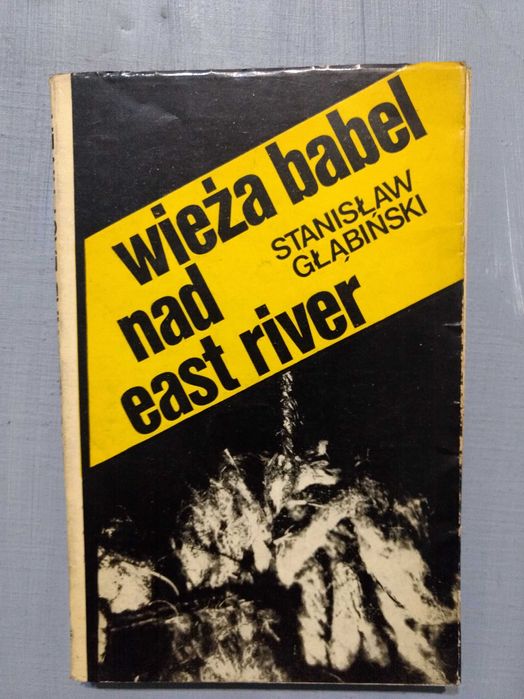 wieża babel
nad
east river
STANISŁAW
GŁĄBIŃSKI